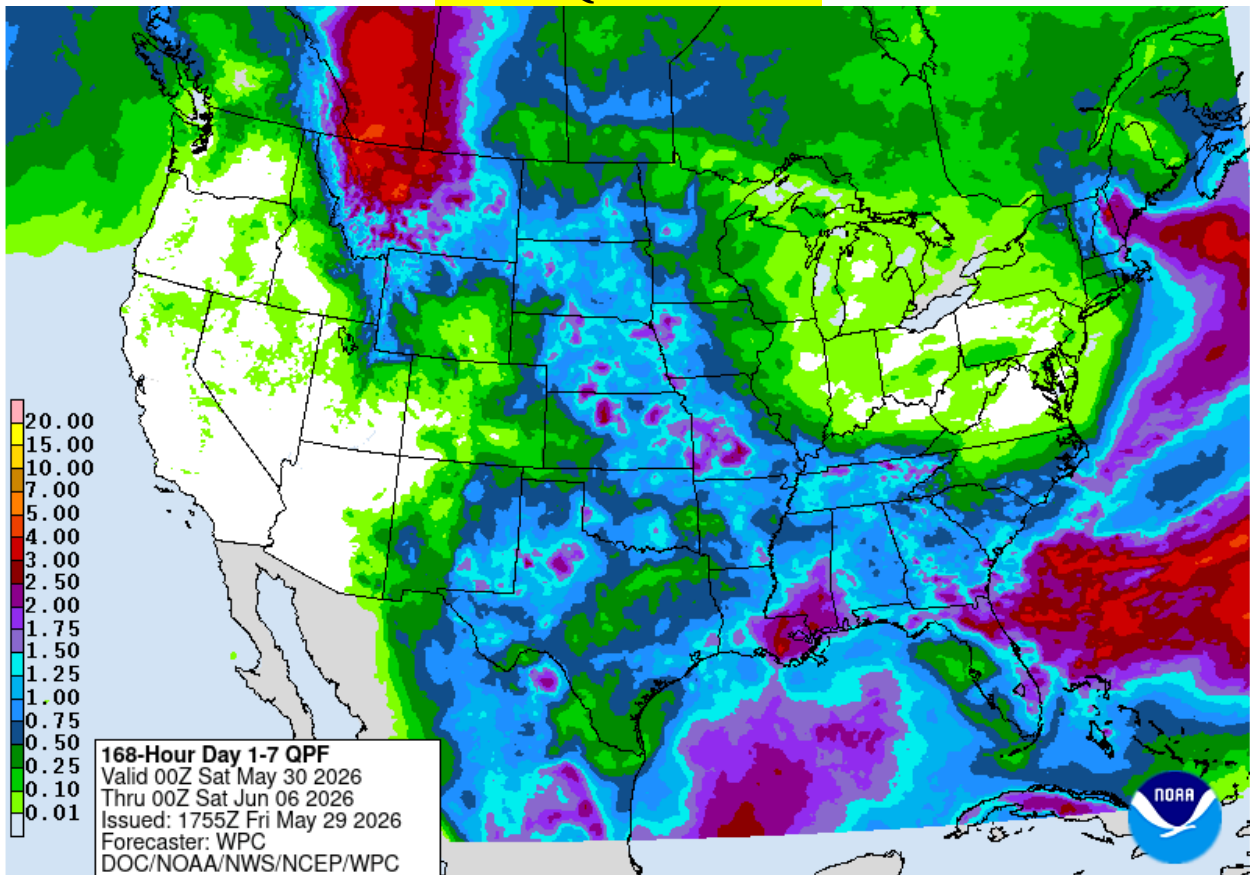 20.00
15.00
10.00
7.00
5.00
4.00
3.00
2.50
2.00
1.75
1.50
1.25
1.00
0.75
0.50
0.25
0.10
0.01
168-Hour Day 1-7 QPF
Valid 00Z Sat May 30 2026
Thru 00Z Sat Jun 06 2026
Issued: 1755Z Fri May 29 2026
Forecaster: WPC
DOC/NOAA/NWS/NCEP/WPC
NOAA